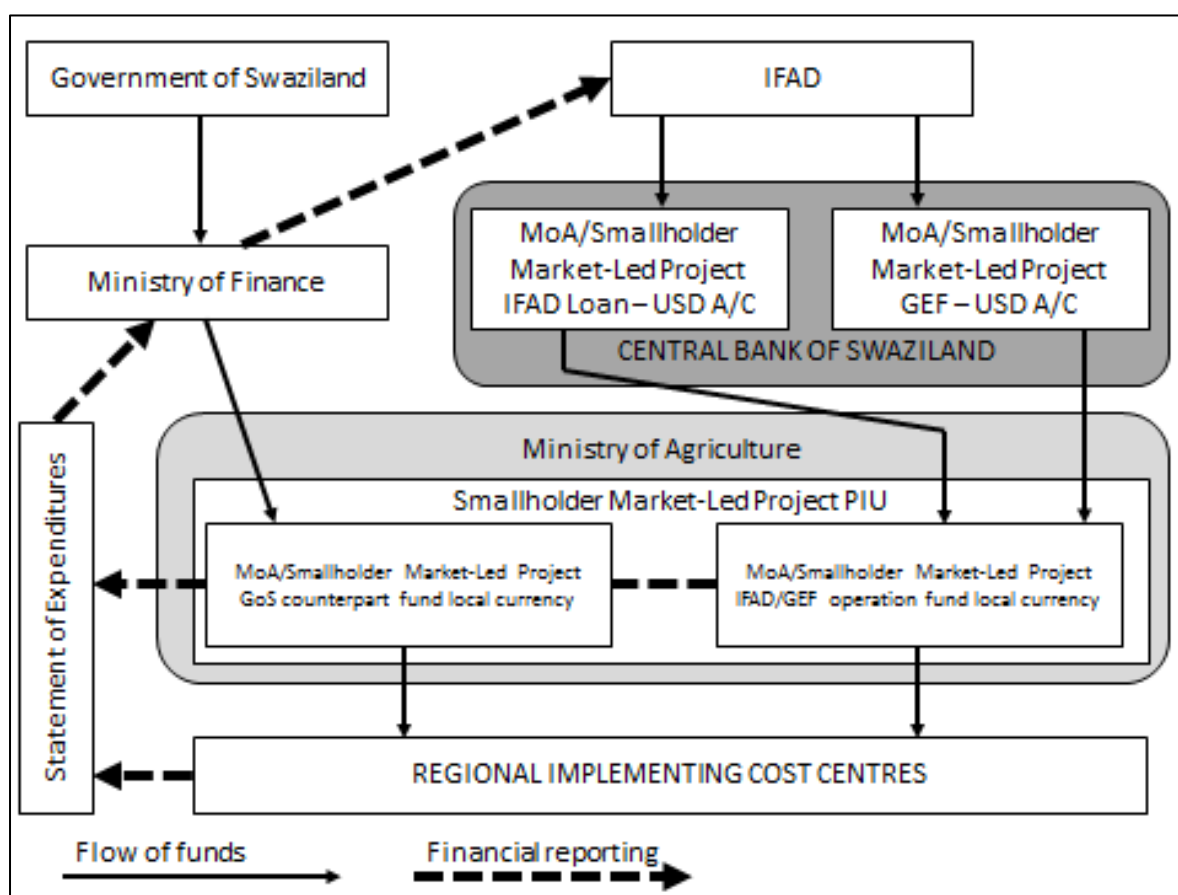 Government of Swaziland
IFAD
MoA/Smallholder
Market-Led Project
IFAD Loan – USD A/C
MoA/Smallholder
Market-Led Project
GEF – USD A/C
CENTRAL BANK OF SWAZILAND
Ministry of Finance
Statement of Expenditures
Ministry of Agriculture
Smallholder Market-Led Project PIU
MoA/Smallholder Market-Led Project
GoS counterpart fund local currency
MoA/Smallholder Market-Led Project
IFAD/GEF operation fund local currency
REGIONAL IMPLEMENTING COST CENTRES
Flow of funds
Financial reporting